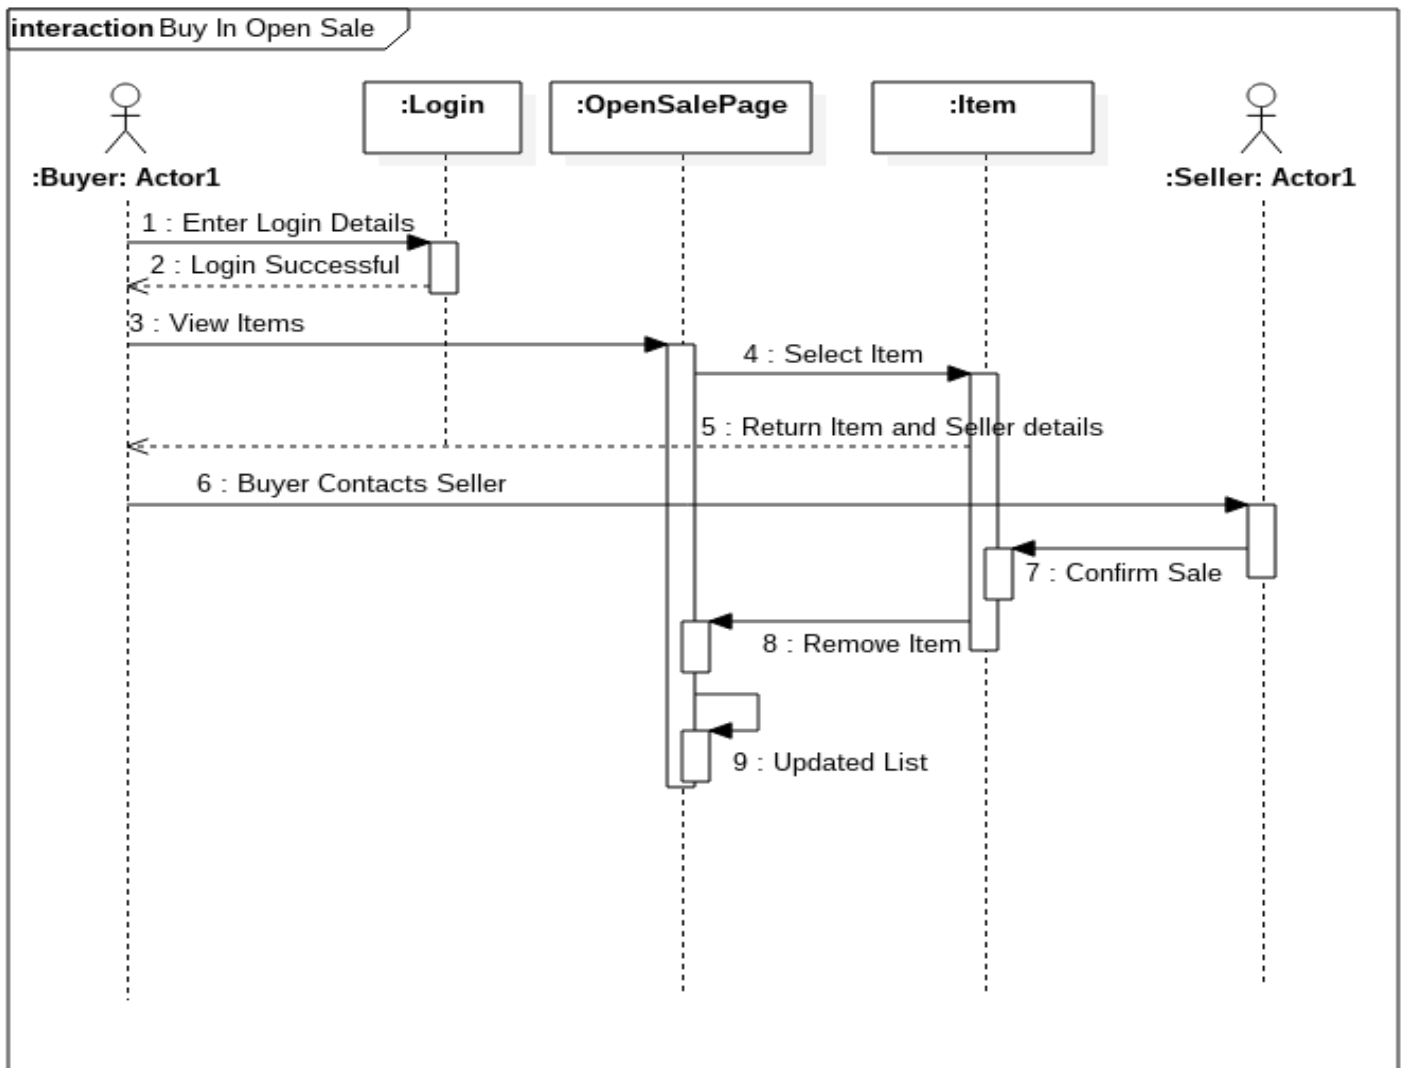 interaction Buy In Open Sale
:Login
:OpenSalePage
:Item
:Buyer: Actor1
:Seller: Actor1
1 : Enter Login Details
2 : Login Successful
3 : View Items
4 : Select Item
5 : Return Item and Seller details
6 : Buyer Contacts Seller
7 : Confirm Sale
8 : Remove Item
9 : Updated List